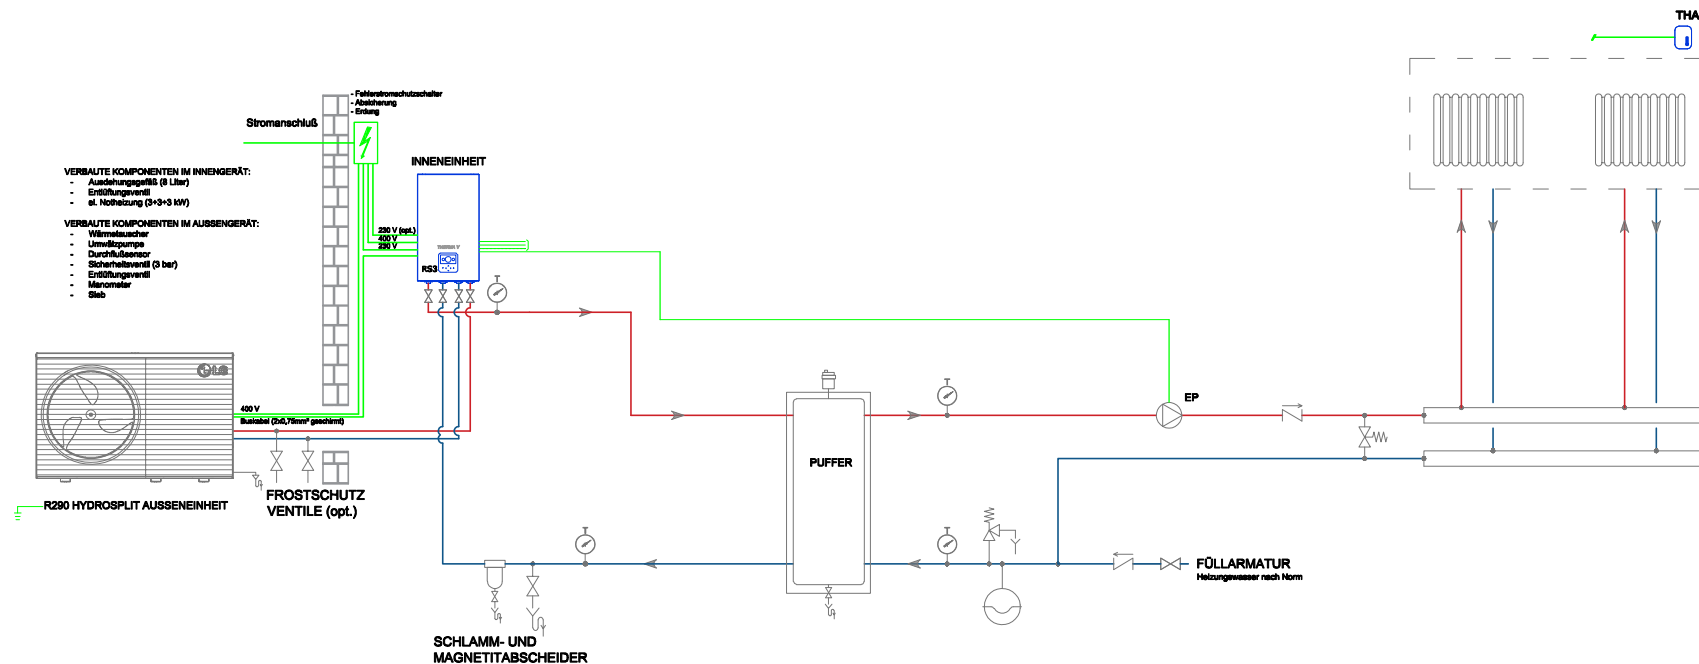 THA
- Fehlerstromschutzschalter
- Absicherung
- Erdung
Stromanschluß
INNENEINHEIT
VERBAUTE KOMPONENTEN IM INNENGERÄT:
- Ausdehungsgefäß (8 Liter)
- Entlüftungsventil
- el. Notheizung (3+3+3 kW)
VERBAUTE KOMPONENTEN IM AUSSENGERÄT:
- Wärmetauscher
- Umwälzpumpe
- Durchflußsensor
- Sicherheitsventil (3 bar)
- Entlüftungsventil
- Manometer
- Sieb
230 V (opt.)
400 V
230 V
THERMA V
RS3
T
LG
400 V
Buskabel (2x0,75mm² geschirmt)
T
EP
PUFFER
R290 HYDROSPLIT AUSSENEINHEIT
FROSTSCHUTZ
VENTILE (opt.)
T
T
FÜLLARMATUR
Heizungswasser nach Norm
SCHLAMM- UND
MAGNETITABSCHEIDER